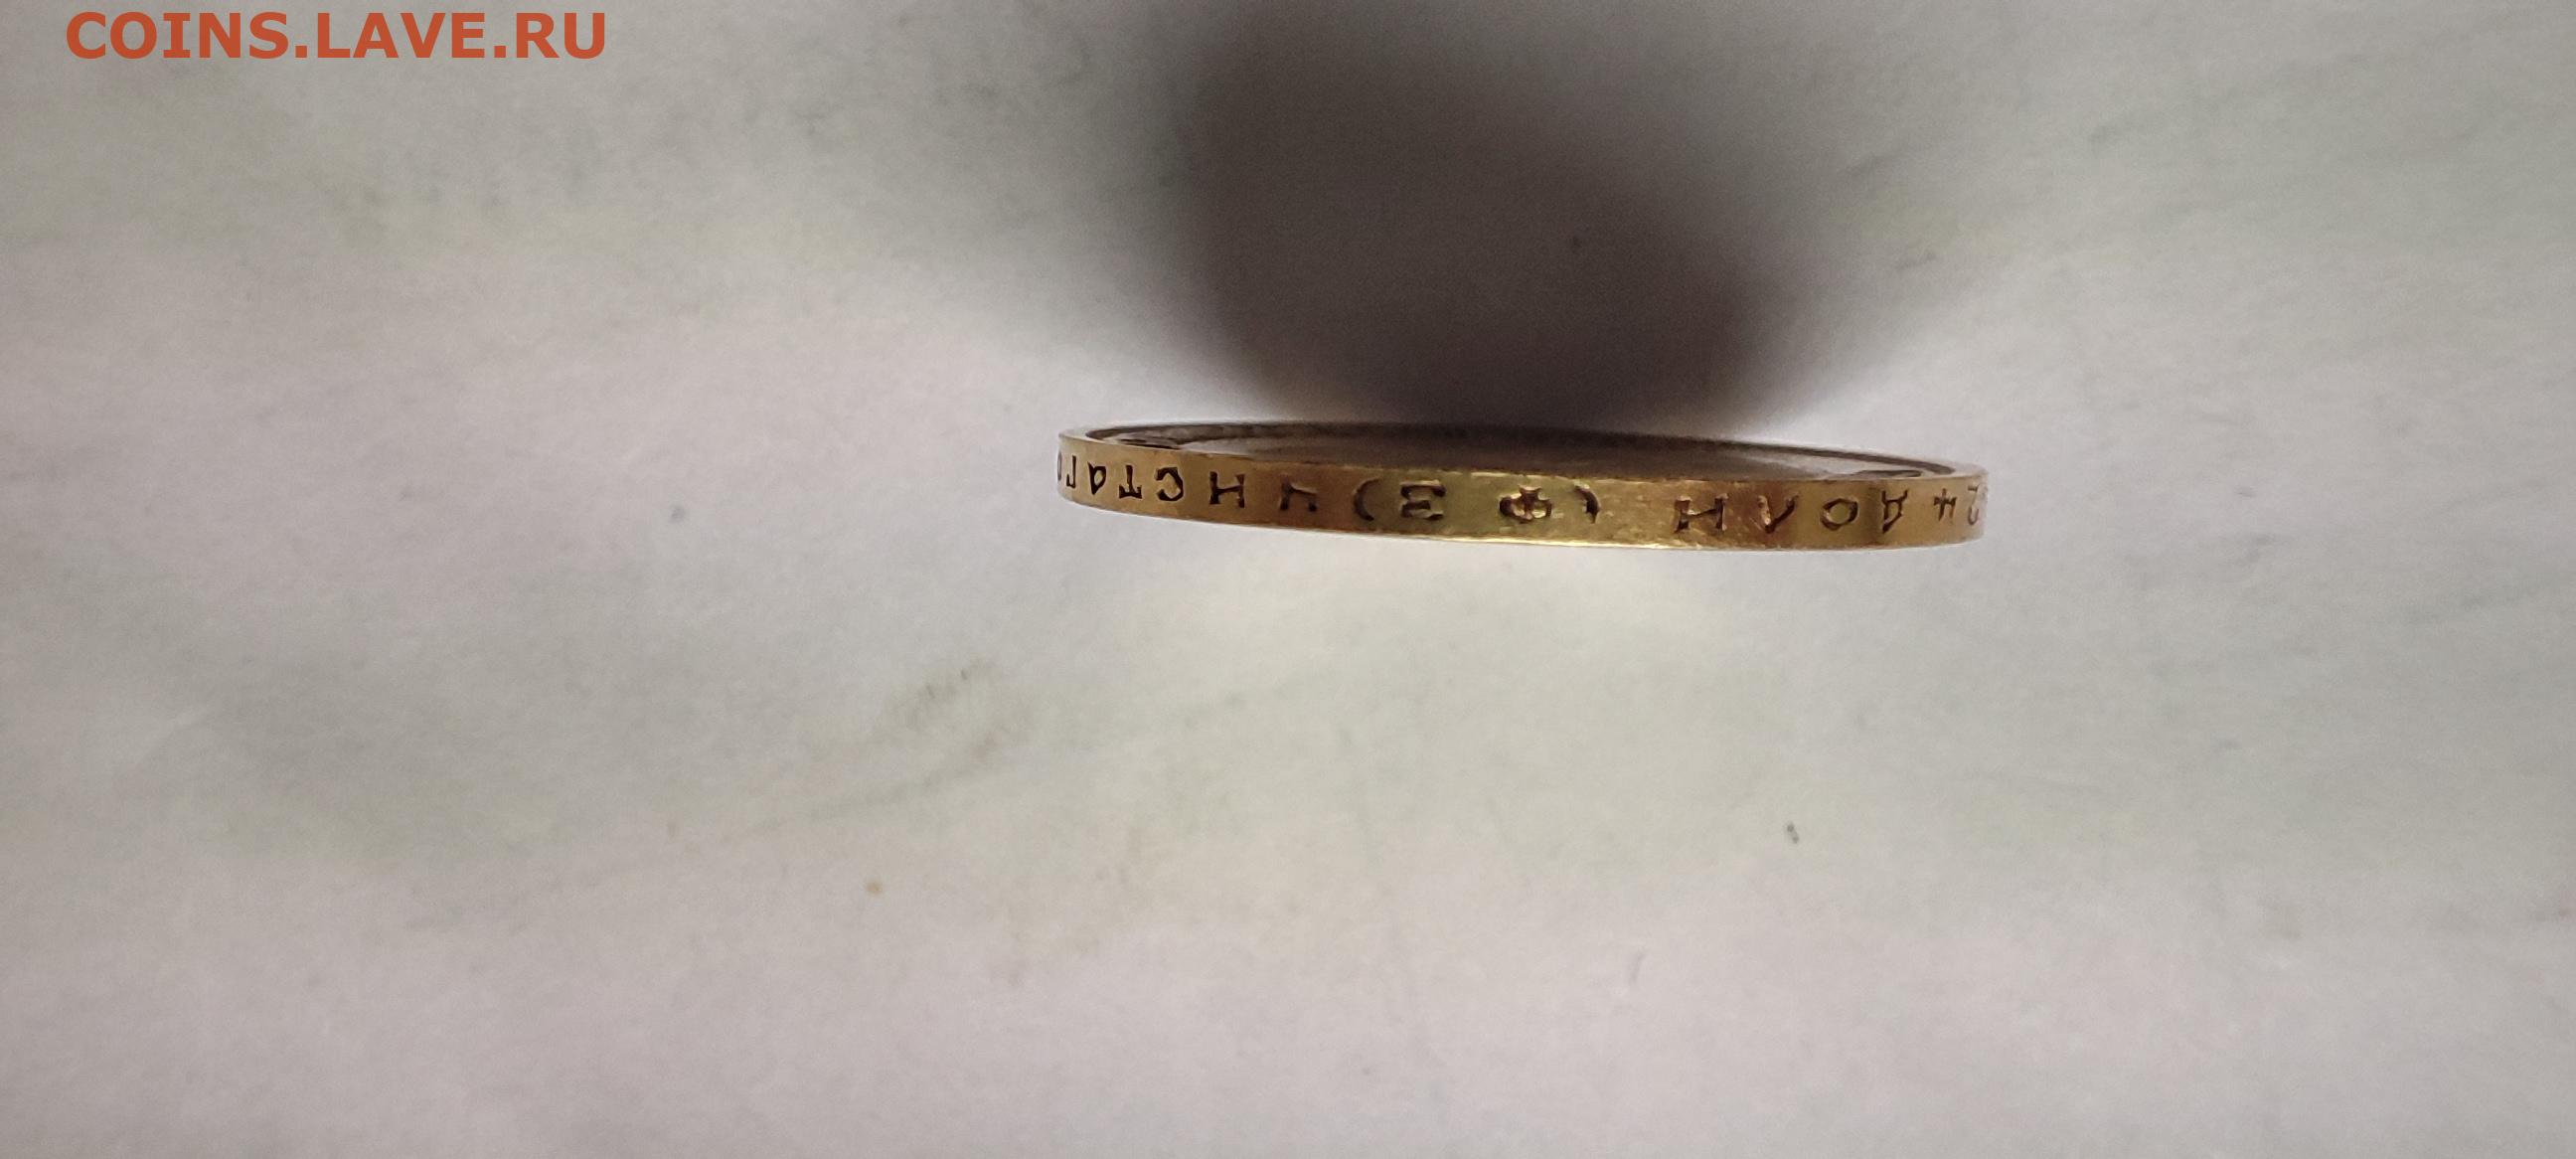 24 ДОЛИ (Ф З) ЧИСТАГО
COINS.LAVE.RU